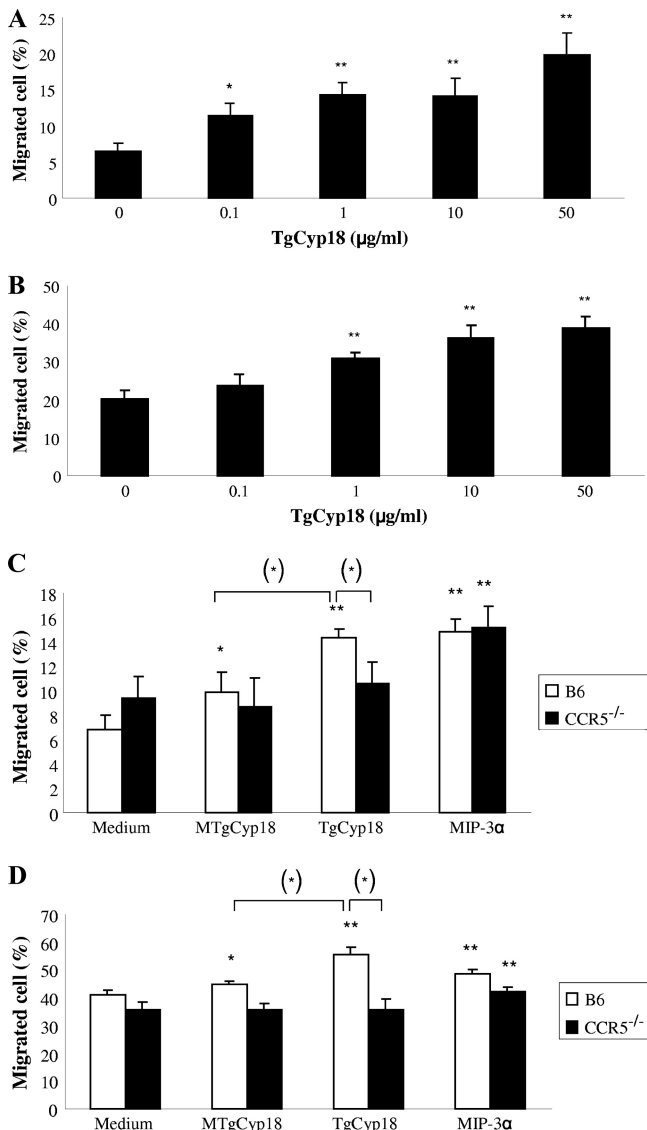 A
Migrated cell (%)
25
20
15
10
5
0
*
**
**
**
0 0.1 1 10 50
TgCyp18 (µg/ml)
B
Migrated cell (%)
50
40
30
20
10
0
**
**
**
0 0.1 1 10 50
TgCyp18 (µg/ml)
C
Migrated cell (%)
18
16
14
12
10
8
6
4
2
0
(*) (*)
*
**
** **
B6
CCR5-/-
Medium MTgCyp18 TgCyp18 MIP-3α
D
Migrated cell (%)
70
60
50
40
30
20
10
0
(*) (*)
*
**
** **
B6
CCR5-/-
Medium MTgCyp18 TgCyp18 MIP-3α